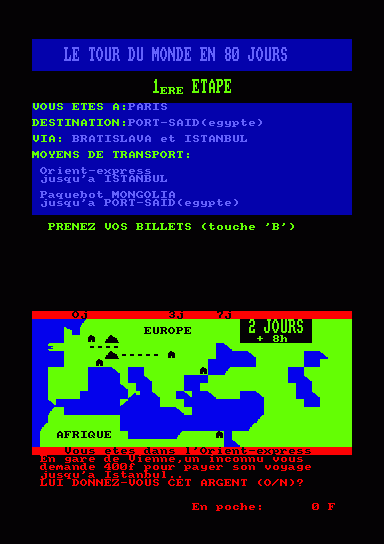 LE TOUR DU MONDE EN 80 JOURS
1ERE ETAPE
VOUS ETES A:PARIS
DESTINATION:PORT-SAID(egypte)
VIA: BRATISLAVA et ISTANBUL
MOYENS DE TRANSPORT:
Orient-express
jusqu'a ISTANBUL
Paquebot MONGOLIA
jusqu'a PORT-SAID(egypte)
PRENEZ VOS BILLETS (touche 'B')
0j 3j 7j
EUROPE
2 JOURS
+ 8h
AFRIQUE
Vous etes dans l'Orient-express
En gare de Vienne,un inconnu vous
demande 400f pour payer son voyage
jusqu'a Istanbul..
LUI DONNEZ-VOUS CET ARGENT (O/N)?
En poche: 0 F